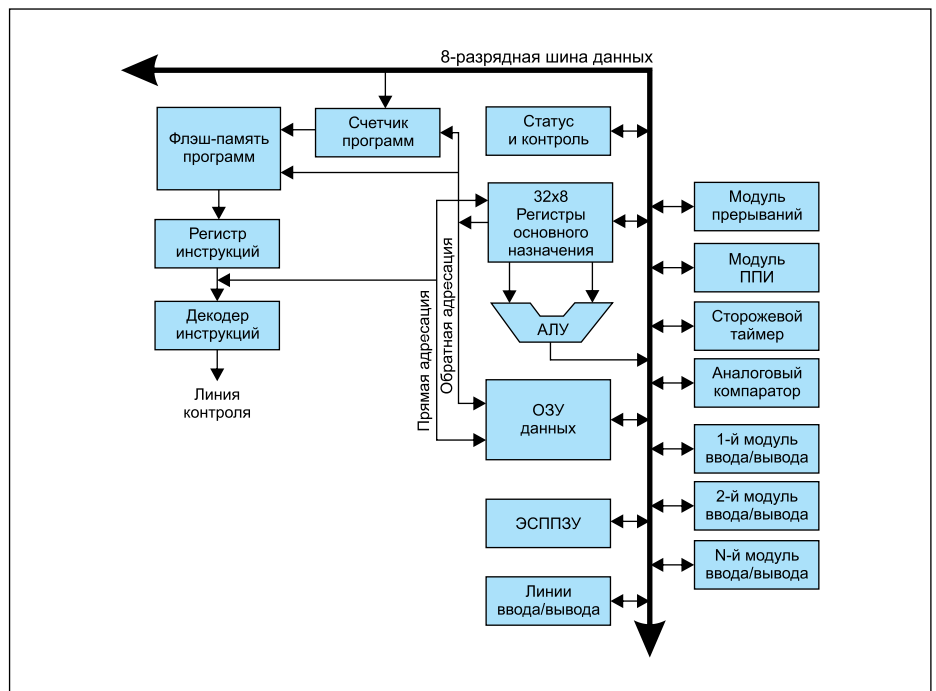 8-разрядная шина данных
Флэш-память
программ
Счетчик
программ
Статус
и контроль
Регистр
инструкций
Декодер
инструкций
Линия
контроля
Прямая адресация
Обратная адресация
32x8
Регистры
основного
назначения
АЛУ
ОЗУ
данных
ЭСППЗУ
Линии
ввода/вывода
Модуль
прерываний
Модуль
ППИ
Сторожевой
таймер
Аналоговый
компаратор
1-й модуль
ввода/вывода
2-й модуль
ввода/вывода
N-й модуль
ввода/вывода